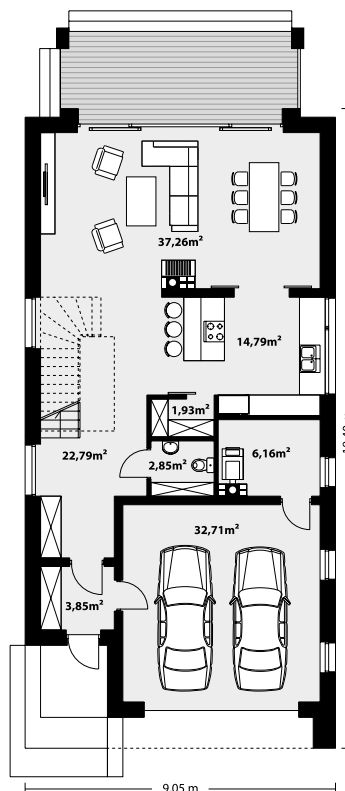 37,26m²
14,79m²
1,93m²
22,79m²
2,85m²
6,16m²
32,71m²
3,85m²
9,05 m